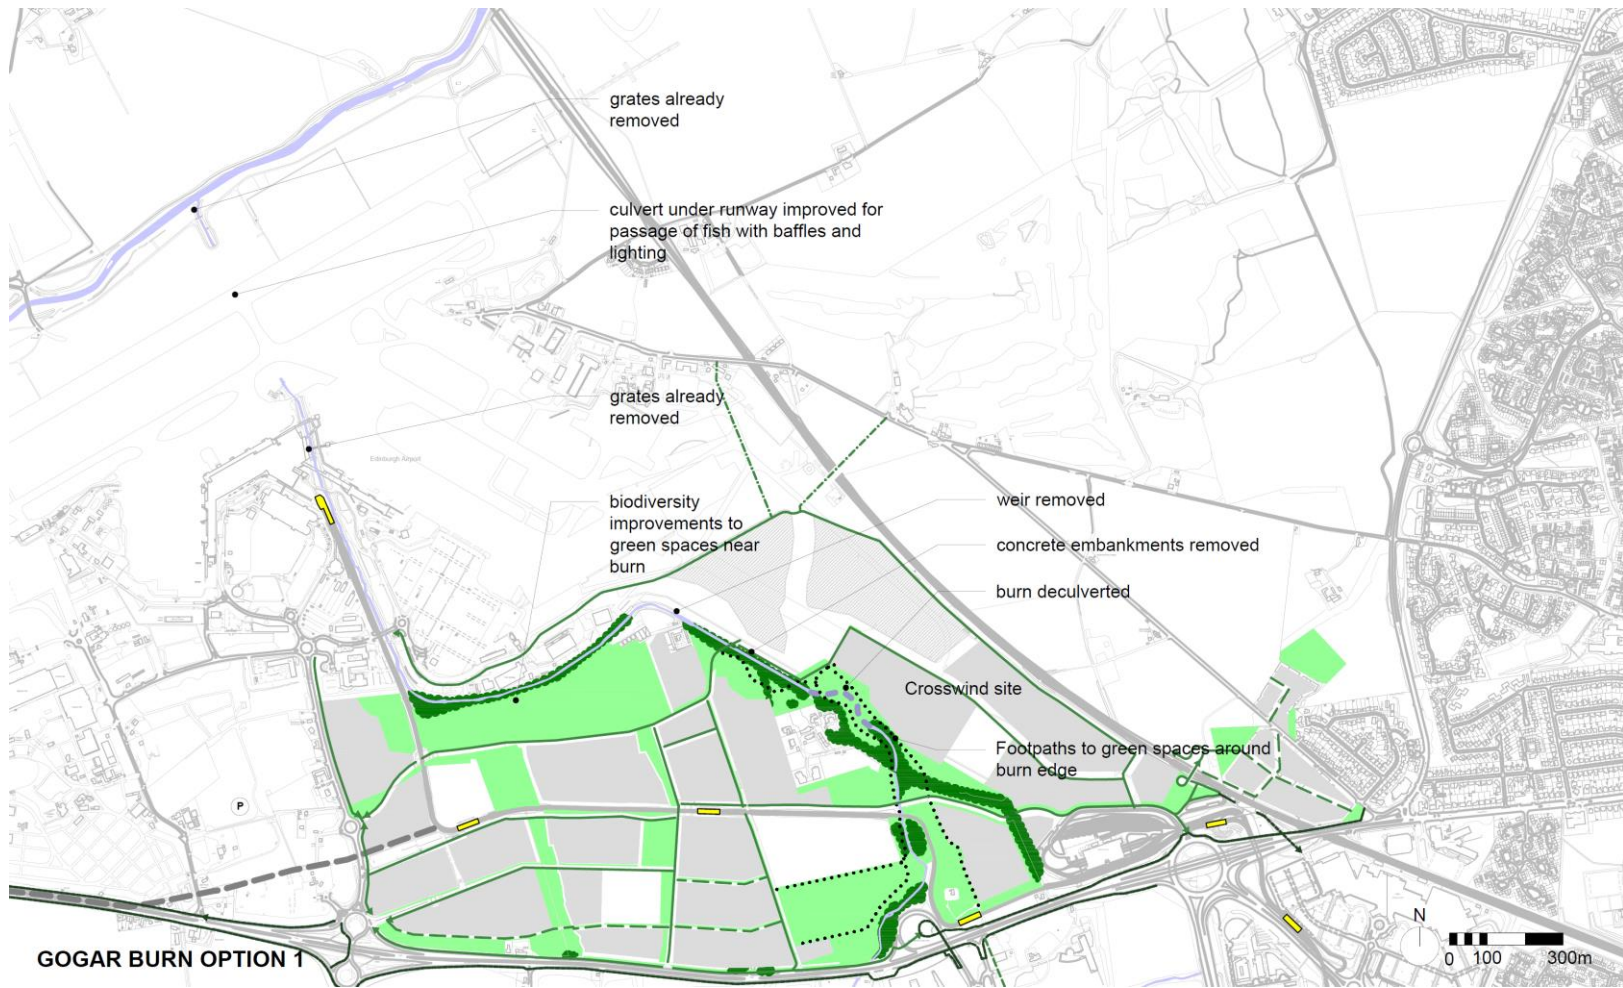 grates already
removed
culvert under runway improved for
passage of fish with baffles and
lighting
grates already
removed
Edinburgh Airport
biodiversity
improvements to
green spaces near
burn
weir removed
concrete embankments removed
burn deculverted
Crosswind site
Footpaths to green spaces around
burn edge
P
N
0 100 300m
GOGAR BURN OPTION 1